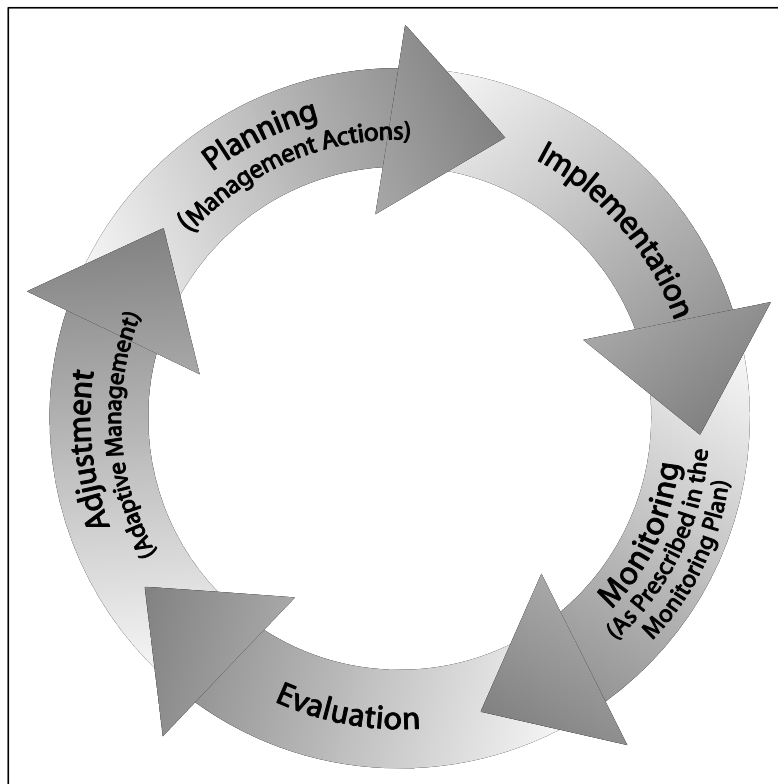 Planning
(Management Actions)
Implementation
Monitoring
(As Prescribed in the
Monitoring Plan)
Evaluation
Adjustment
(Adaptive Management)